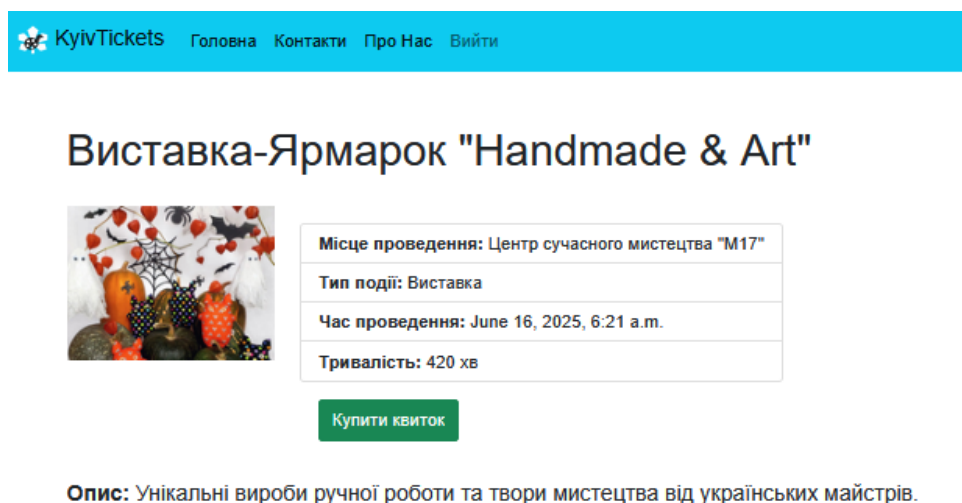 KyivTickets Головна Контакти Про Нас Вийти
Виставка-Ярмарок "Handmade & Art"
Місце проведення: Центр сучасного мистецтва "М17"
Тип події: Виставка
Час проведення: June 16, 2025, 6:21 a.m.
Тривалість: 420 хв
Купити квиток
Опис: Унікальні вироби ручної роботи та твори мистецтва від українських майстрів.